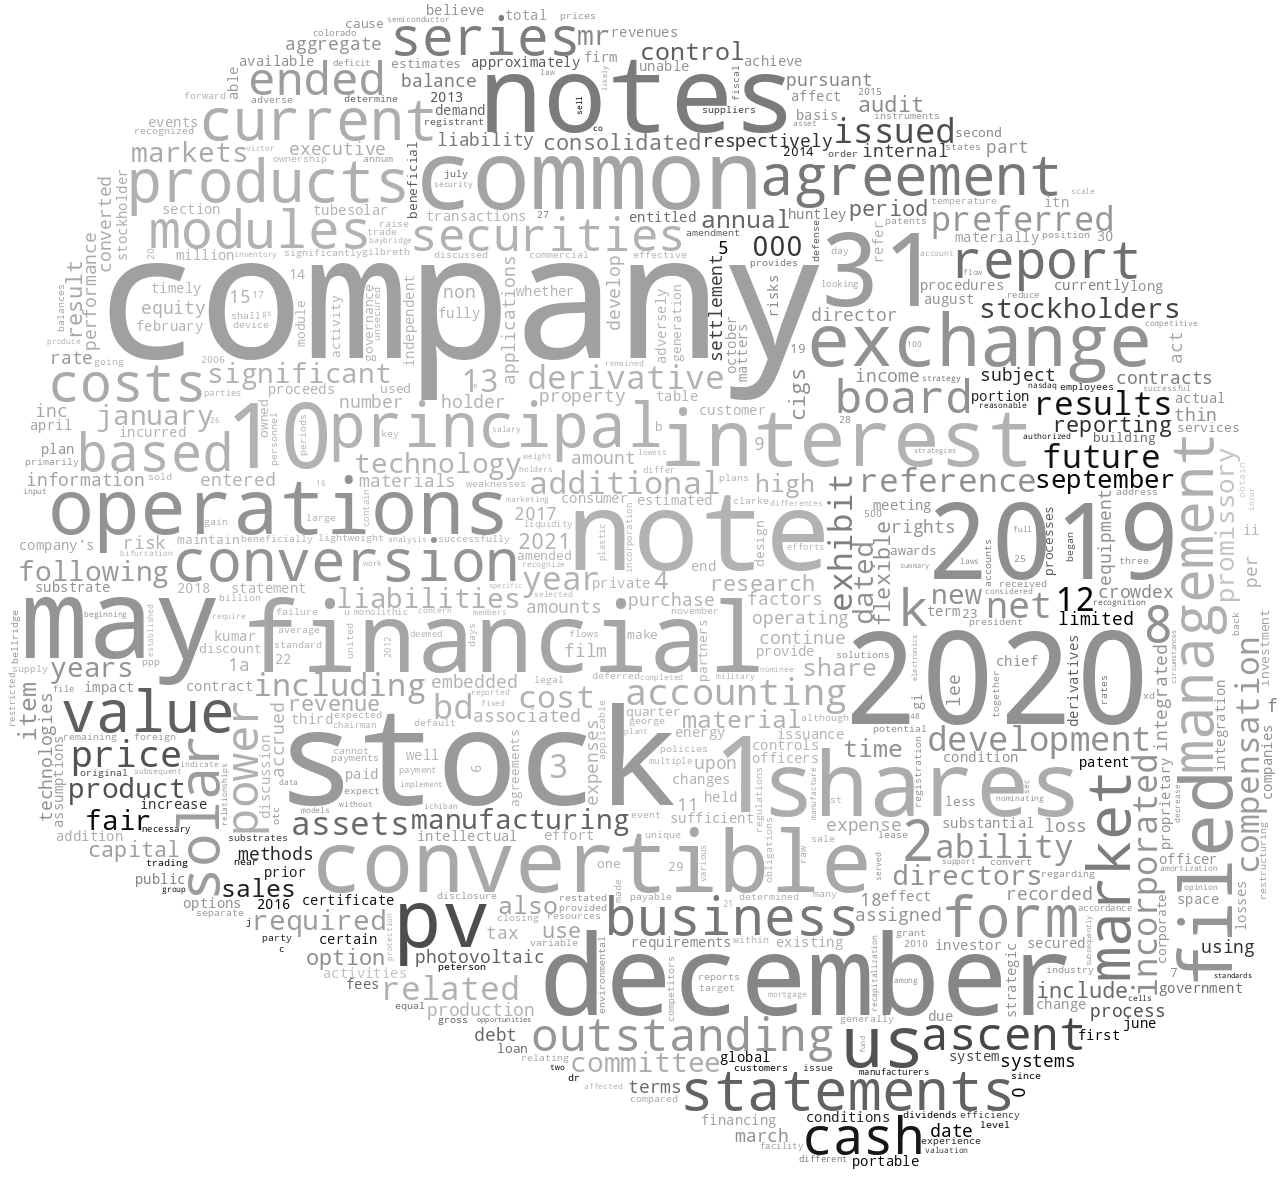 believe total prices
semiconductor
cause series mr revenues
colorado
aggregate control
available deficit estimates approximately firm unable achieve
law likely
able ended balance notes fiscal pursuant
forward adverse determine 2013 sell suppliers affect 2015
events current demand registrant co basis audit instruments
recognized executive liability consolidated respectively issued second
markets victor ownership annum 2014 order internal states part
products beneficial july common agreement asset scale
converted security
section tubesolar transactions 27 entitled annual huntley period temperature itn
stockholder modules raise trade securities amendment 000 defense patents preferred
million inventory significantly baybridge gilbreth discussed commercial effective 5 provides day refer materially position 30
performance result company 31 report account flow
balances timely 14 non whether develop settlement risks looking procedures currently long
equity 15 17 activity governance unsecured independent fully applications adversely generation october matters director august reduce stockholders
february shall gs device module
produce rate going 2006 remained 19 100 exchange competitive act
costs significant 13 e derivative cigs income strategy subject nasdaq employees contracts
parties proceeds used property table board portion reasonable successful
inc january 26 10 number holder customer 28 results actual
april incurred owned personnel periods principal salary b interest authorized reporting thin services
plan key weight lowest 9 strategies future building
primarily based technology amount additional differ plans high clarke reference september
information sold entered 16 materials weaknesses holders consumer estimated differences exhibit 500 meeting address management promissory obtain incur
input operations large contain marketing 2017 liquidity note design rights 2019 processes equipment
gain maintain beneficially lightweight analysis successfully 2021 plastic incorporation efforts flexible awards full began three ii
company's risk bifurcation work conversion amended recognize end dated summary laws 25 accounts
following substrate 2018 statement specific year private 4 research k new received considered per crowdex
billion liabilities selected purchase factors term 23 net 12 recognition back
may beginning require failure u monolithic concern members amounts november operating president limited 8
bellridge established kumar average united 2012 deemed days financial flows make partners continue solutions 2020 investment
supply ppp discount standard film nominee provide electronics chief derivatives circumstances
restricted years 1a 22 legal deferred completed military share lee together rates integrated
item file impact contract including embedded reported cost accounting gi xd compensation f
value revenue third expected chairman fixed bd associated quarter although 48 patent
technologies remaining foreign solar power accrued stock default george material issuance potential development proprietary integration companies
price original subsequent indicate cannot payments well applicable energy controls time condition
assumptions relationships discussion paid payment 6 3 plant policies multiple upon officers registration sec filed
product data expect implement agreements expenses changes 1 regulations manufacture shares nominating market decrease
increase otc models without ichiban event 11 held st less restructuring
fair necessary substrates assets manufacturing sufficient expense lease substantial loss incorporated
addition near methods intellectual effort unique sale 2 ability officer
capital trading prior convertible one 29 various obligations raw served support convert regarding amortization
public group sales certificate disclosure made payable determined many 18 effect directors recorded opinion space losses
options 2016 restated 21 assigned grant form accordance corporate
separate j required pv also closing provided resources business within existing 2010 investor secured using
party certain protection tax use variable requirements subsequently 7
c option photovoltaic environmental reports recapitalization among strategic industry standards
activities peterson december competitors target mortgage include cells government
fees related change process
equal production generally due june
gross opportunities outstanding us ascent first
debt fund system
loan relating committee global systems
two customers issue manufacturers since
dr affected terms statements 0
compared
financing conditions dividends efficiency
march cash date level
facility experience
different portable valuation